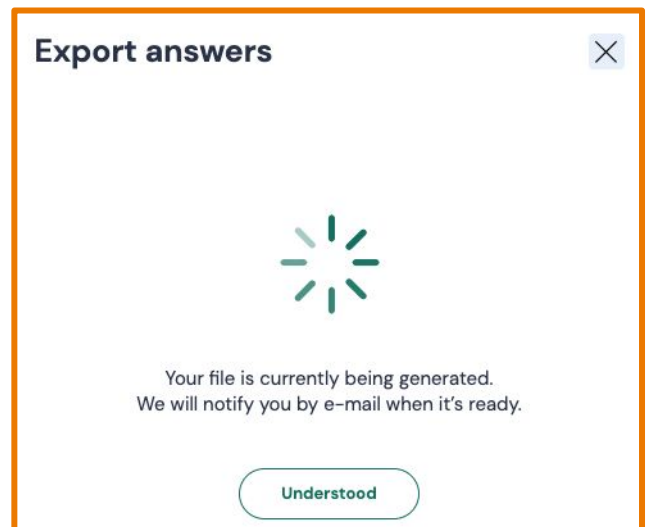 Export answers
Your file is currently being generated.
We will notify you by e-mail when it's ready.
Understood